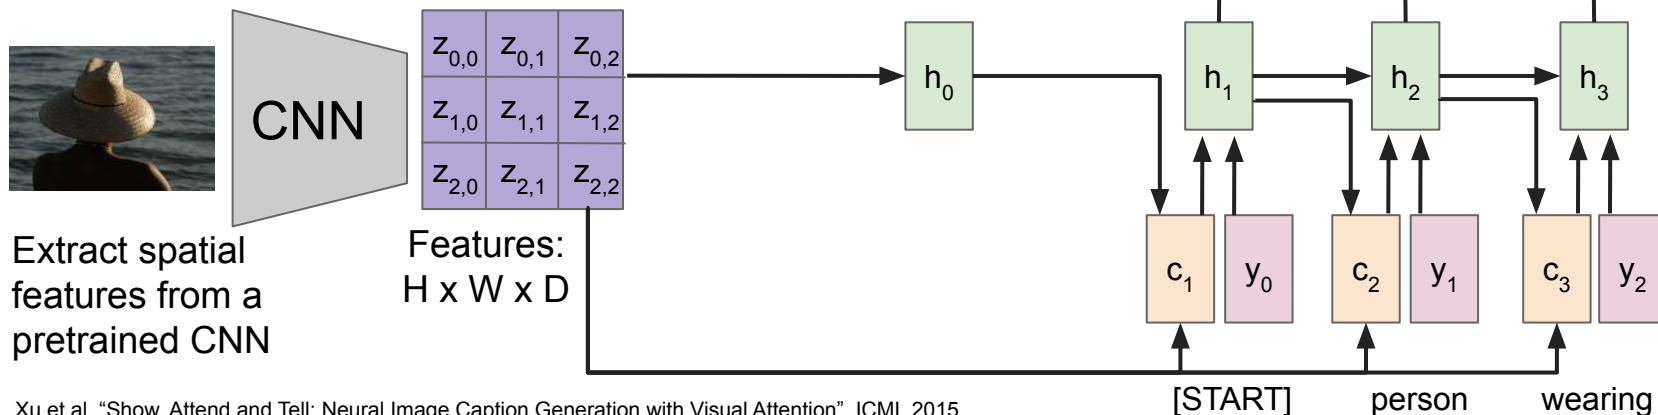 CNN
z0,0 z0,1 z0,2
z1,0 z1,1 z1,2
z2,0 z2,1 z2,2
h0
h1
h2
h3
Extract spatial
features from a
pretrained CNN
Features:
H x W x D
c1 y0 c2 y1 c3 y2
[START] person wearing
Xu et al, “Show, Attend and Tell: Neural Image Caption Generation with Visual Attention”, ICML 2015